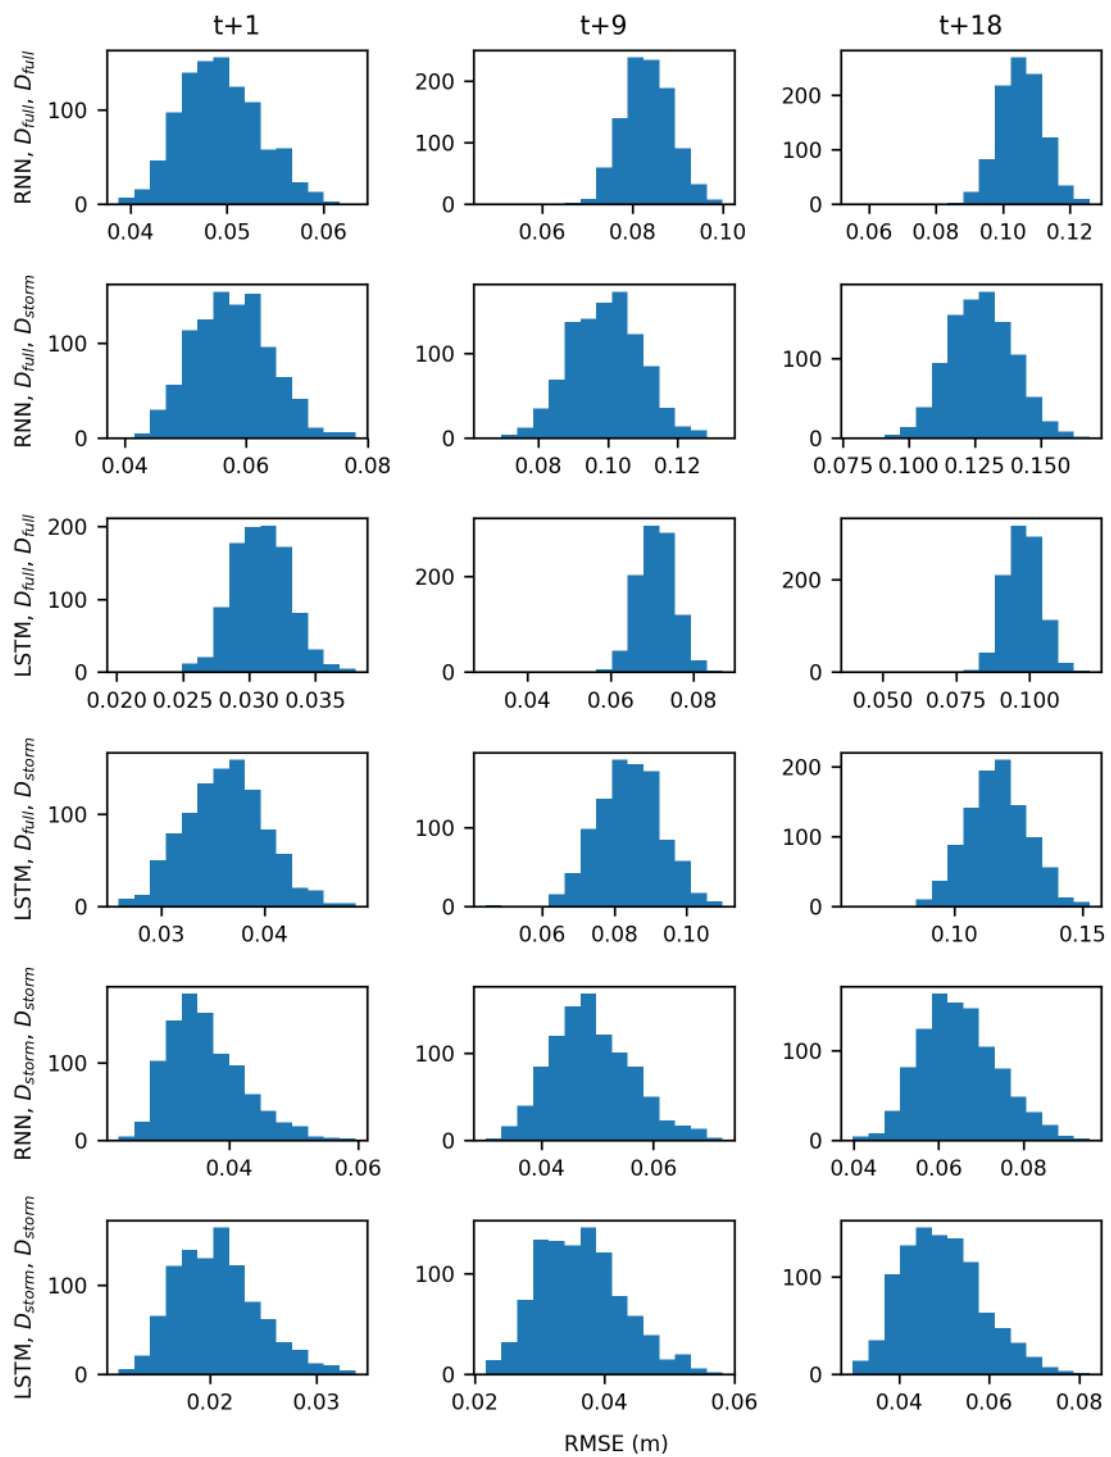 t+1 t+9 t+18
RNN, D_full, D_full
100
0
0.04 0.05 0.06
200
100
0
0.06 0.08 0.10
200
100
0
0.06 0.08 0.10 0.12
RNN, D_full, D_storm
100
0
0.04 0.06 0.08
100
0
0.08 0.10 0.12
100
0
0.075 0.100 0.125 0.150
LSTM, D_full, D_full
200
100
0
0.020 0.025 0.030 0.035
200
0
0.04 0.06 0.08
200
0
0.050 0.075 0.100
LSTM, D_full, D_storm
100
0
0.03 0.04
100
0
0.06 0.08 0.10
200
100
0
0.10 0.15
RNN, D_storm, D_storm
100
0
0.04 0.06
100
0
0.04 0.06
100
0
0.04 0.06 0.08
LSTM, D_storm, D_storm
100
0
0.02 0.03
100
0
0.02 0.04 0.06
100
0
0.04 0.06 0.08
RMSE (m)